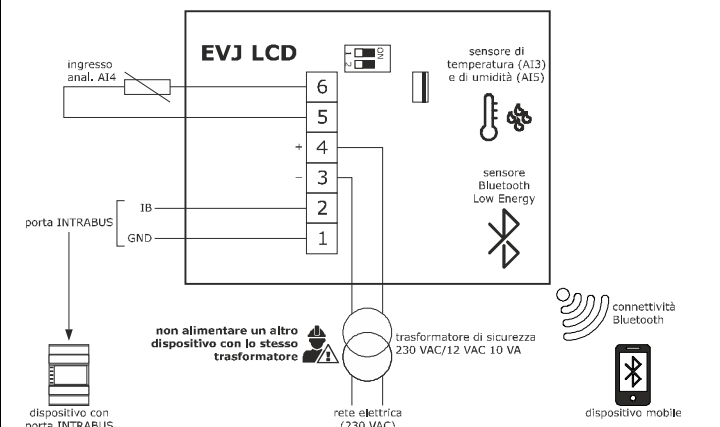 EVJ LCD
ON
1
2
ingresso
anal. AI4
sensore di
temperatura (AI3)
e di umidità (AI5)
6
5
+ 4
− 3
sensore
Bluetooth
Low Energy
IB 2
porta INTRABUS
GND 1
non alimentare un altro
dispositivo con lo stesso
trasformatore
trasformatore di sicurezza
230 VAC/12 VAC 10 VA
connettività
Bluetooth
dispositivo con
porta INTRABUS
rete elettrica
(230 VAC)
dispositivo mobile